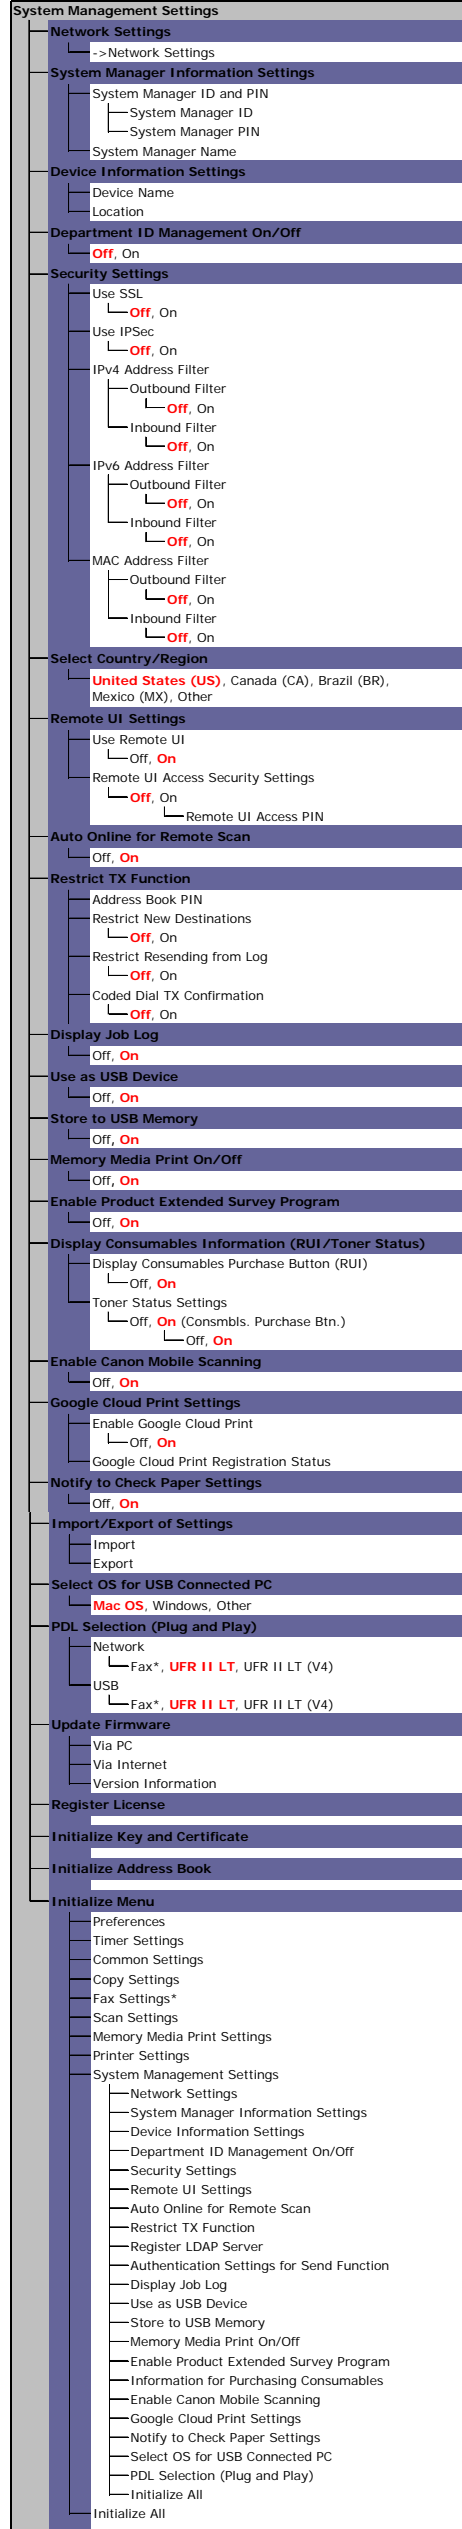 System Management Settings
Network Settings
->Network Settings
System Manager Information Settings
System Manager ID and PIN
System Manager ID
System Manager PIN
System Manager Name
Device Information Settings
Device Name
Location
Department ID Management On/Off
Off, On
Security Settings
Use SSL
Off, On
Use IPSec
Off, On
IPv4 Address Filter
Outbound Filter
Off, On
Inbound Filter
Off, On
IPv6 Address Filter
Outbound Filter
Off, On
Inbound Filter
Off, On
MAC Address Filter
Outbound Filter
Off, On
Inbound Filter
Off, On
Select Country/Region
United States (US), Canada (CA), Brazil (BR),
Mexico (MX), Other
Remote UI Settings
Use Remote UI
Off, On
Remote UI Access Security Settings
Off, On
Remote UI Access PIN
Auto Online for Remote Scan
Off, On
Restrict TX Function
Address Book PIN
Restrict New Destinations
Off, On
Restrict Resending from Log
Off, On
Coded Dial TX Confirmation
Off, On
Display Job Log
Off, On
Use as USB Device
Off, On
Store to USB Memory
Off, On
Memory Media Print On/Off
Off, On
Enable Product Extended Survey Program
Off, On
Display Consumables Information (RUI/Toner Status)
Display Consumables Purchase Button (RUI)
Off, On
Toner Status Settings
Off, On (Consmbls. Purchase Btn.)
Off, On
Enable Canon Mobile Scanning
Off, On
Google Cloud Print Settings
Enable Google Cloud Print
Off, On
Google Cloud Print Registration Status
Notify to Check Paper Settings
Off, On
Import/Export of Settings
Import
Export
Select OS for USB Connected PC
Mac OS, Windows, Other
PDL Selection (Plug and Play)
Network
Fax*, UFR II LT, UFR II LT (V4)
USB
Fax*, UFR II LT, UFR II LT (V4)
Update Firmware
Via PC
Via Internet
Version Information
Register License
Initialize Key and Certificate
Initialize Address Book
Initialize Menu
Preferences
Timer Settings
Common Settings
Copy Settings
Fax Settings*
Scan Settings
Memory Media Print Settings
Printer Settings
System Management Settings
Network Settings
System Manager Information Settings
Device Information Settings
Department ID Management On/Off
Security Settings
Remote UI Settings
Auto Online for Remote Scan
Restrict TX Function
Register LDAP Server
Authentication Settings for Send Function
Display Job Log
Use as USB Device
Store to USB Memory
Memory Media Print On/Off
Enable Product Extended Survey Program
Information for Purchasing Consumables
Enable Canon Mobile Scanning
Google Cloud Print Settings
Notify to Check Paper Settings
Select OS for USB Connected PC
PDL Selection (Plug and Play)
Initialize All
Initialize All